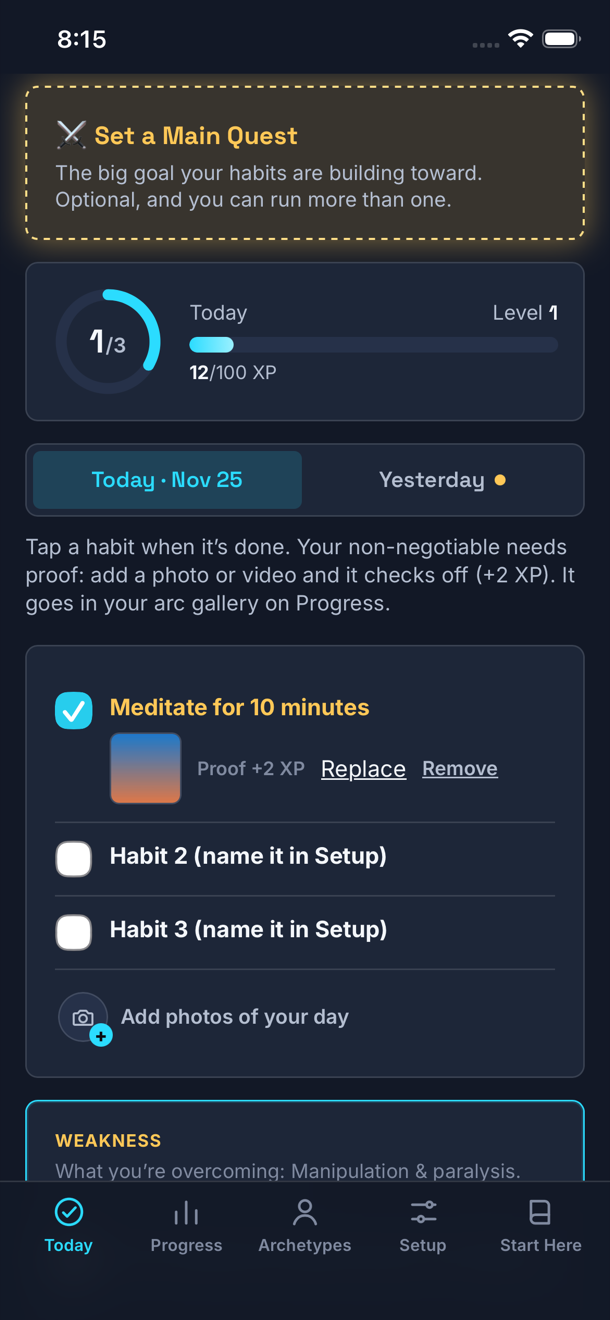 8:15
Set a Main Quest
The big goal your habits are building toward.
Optional, and you can run more than one.
1/3
Today
Level 1
12/100 XP
Today · Nov 25
Yesterday
Tap a habit when it’s done. Your non-negotiable needs
proof: add a photo or video and it checks off (+2 XP). It
goes in your arc gallery on Progress.
Meditate for 10 minutes
Proof +2 XP
Replace
Remove
Habit 2 (name it in Setup)
Habit 3 (name it in Setup)
Add photos of your day
WEAKNESS
What you’re overcoming: Manipulation & paralysis.
Today
Progress
Archetypes
Setup
Start Here